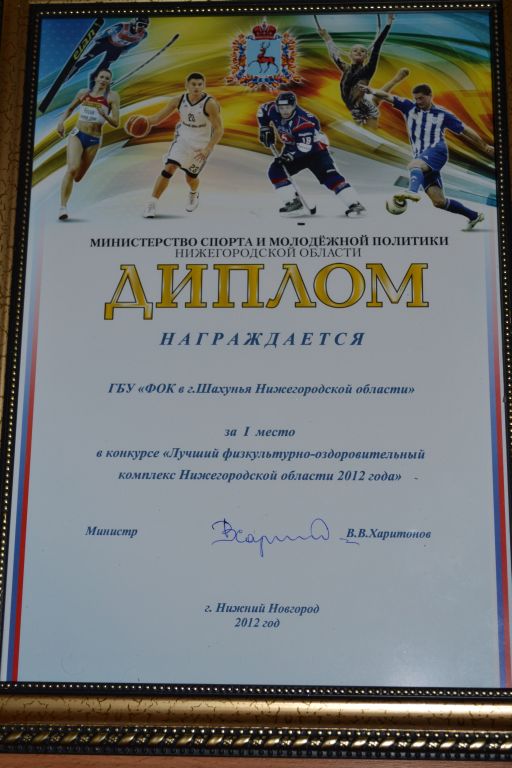 МИНИСТЕРСТВО СПОРТА И МОЛОДЁЖНОЙ ПОЛИТИКИ
НИЖЕГОРОДСКОЙ ОБЛАСТИ
ДИПЛОМ
НАГРАЖДАЕТСЯ
ГБУ «ФОК в г.Шахунья Нижегородской области»
за I место
в конкурсе «Лучший физкультурно-оздоровительный
комплекс Нижегородской области 2012 года»
Министр В.В.Харитонов
г. Нижний Новгород
2012 год